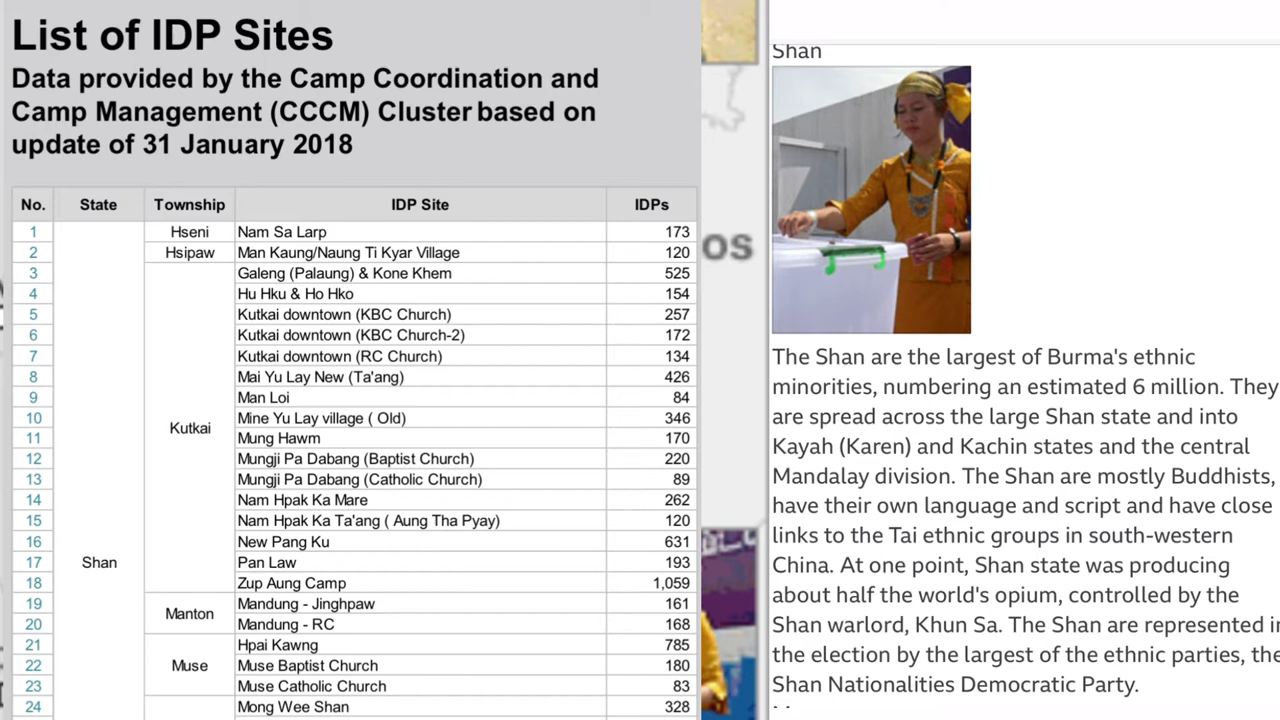 List of IDP Sites
Data provided by the Camp Coordination and
Camp Management (CCCM) Cluster based on
update of 31 January 2018
No. State Township IDP Site IDPs
1 Hseni Nam Sa Larp 173
2 Hsipaw Man Kaung/Naung Ti Kyar Village 120
3 Galeng (Palaung) & Kone Khem 525
4 Hu Hku & Ho Hko 154
5 Kutkai downtown (KBC Church) 257
6 Kutkai downtown (KBC Church-2) 172
7 Kutkai downtown (RC Church) 134
8 Mai Yu Lay New (Ta'ang) 426
9 Man Loi 84
10 Mine Yu Lay village ( Old) 346
Kutkai
11 Mung Hawm 170
12 Mungji Pa Dabang (Baptist Church) 220
13 Mungji Pa Dabang (Catholic Church) 89
14 Nam Hpak Ka Mare 262
15 Nam Hpak Ka Ta'ang ( Aung Tha Pyay) 120
16 New Pang Ku 631
17 Shan Pan Law 193
18 Zup Aung Camp 1,059
19 Mandung - Jinghpaw 161
Manton
20 Mandung - RC 168
21 Hpai Kawng 785
22 Muse Muse Baptist Church 180
23 Muse Catholic Church 83
24 Mong Wee Shan 328
os
Shan
The Shan are the largest of Burma's ethnic
minorities, numbering an estimated 6 million. They
are spread across the large Shan state and into
Kayah (Karen) and Kachin states and the central
Mandalay division. The Shan are mostly Buddhists,
have their own language and script and have close
links to the Tai ethnic groups in south-western
China. At one point, Shan state was producing
about half the world's opium, controlled by the
Shan warlord, Khun Sa. The Shan are represented in
the election by the largest of the ethnic parties, the
Shan Nationalities Democratic Party.